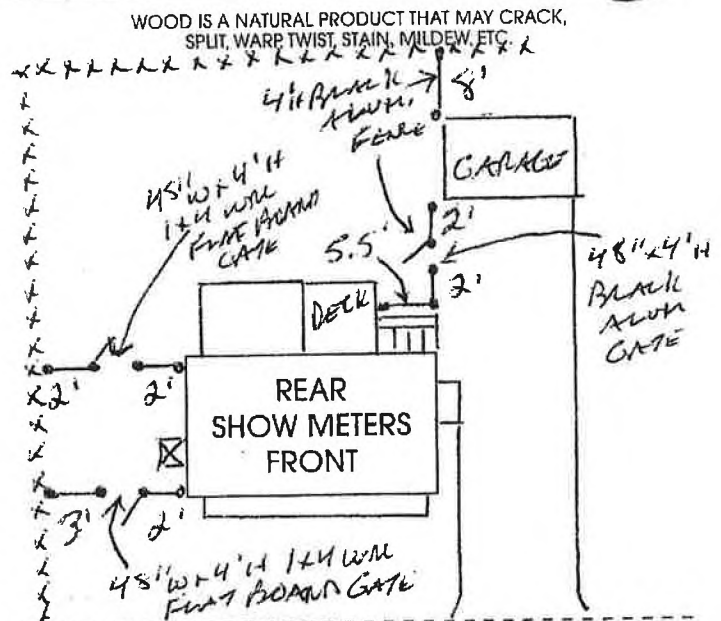 WOOD IS A NATURAL PRODUCT THAT MAY CRACK,
SPLIT, WARP, TWIST, STAIN, MILDEW, ETC.
4'H BLACK
ALUM.
FENCE
8'
GARAGE
48"W x 4'H
FLAT BOARD
GATE
5.5'
2'
2'
48" x 4'H
BLACK
ALUM
GATE
DECK
2'
2'
REAR
SHOW METERS
FRONT
3'
2'
48"W x 4'H 1x4
FLAT BOARD GATE